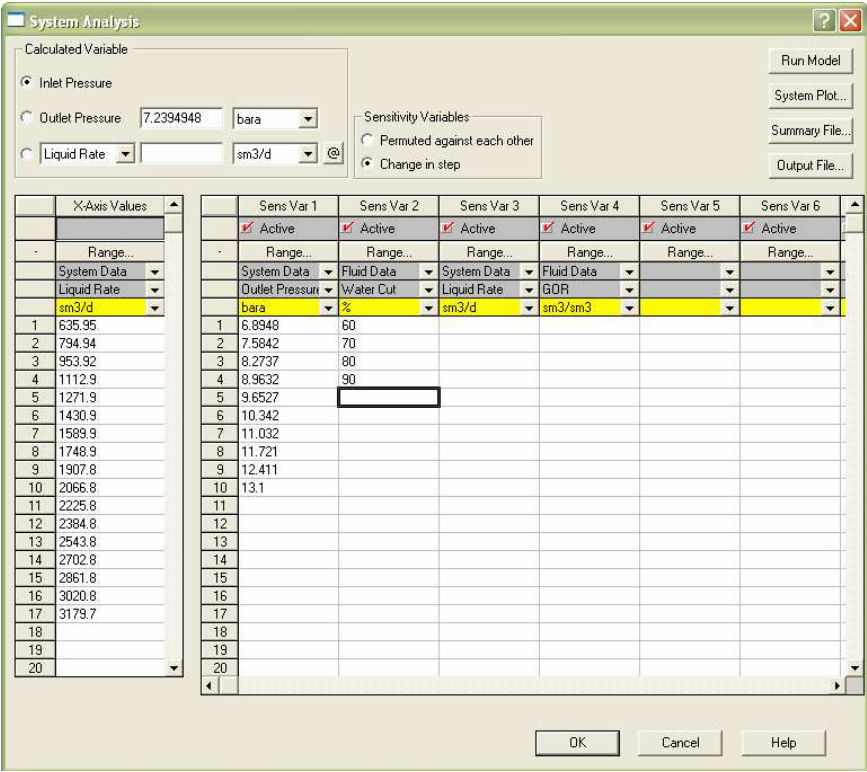 System Analysis
Calculated Variable
Inlet Pressure
Outlet Pressure 7.2394948 bara
Liquid Rate sm3/d @
Sensitivity Variables
Permuted against each other
Change in step
Run Model
System Plot...
Summary File...
Output File...
X-Axis Values
- Range...
System Data
Liquid Rate
sm3/d
1 635.95
2 794.94
3 953.92
4 1112.9
5 1271.9
6 1430.9
7 1589.9
8 1748.9
9 1907.8
10 2066.8
11 2225.8
12 2384.8
13 2543.8
14 2702.8
15 2861.8
16 3020.8
17 3179.7
18
19
20
Sens Var 1 Sens Var 2 Sens Var 3 Sens Var 4 Sens Var 5 Sens Var 6
Active Active Active Active Active Active
- Range... Range... Range... Range... Range... Range...
System Data Fluid Data System Data Fluid Data
Outlet Pressure Water Cut Liquid Rate GOR
bara % sm3/d sm3/sm3
1 6.8948 60
2 7.5842 70
3 8.2737 80
4 8.9632 90
5 9.6527
6 10.342
7 11.032
8 11.721
9 12.411
10 13.1
11
12
13
14
15
16
17
18
19
20
OK Cancel Help